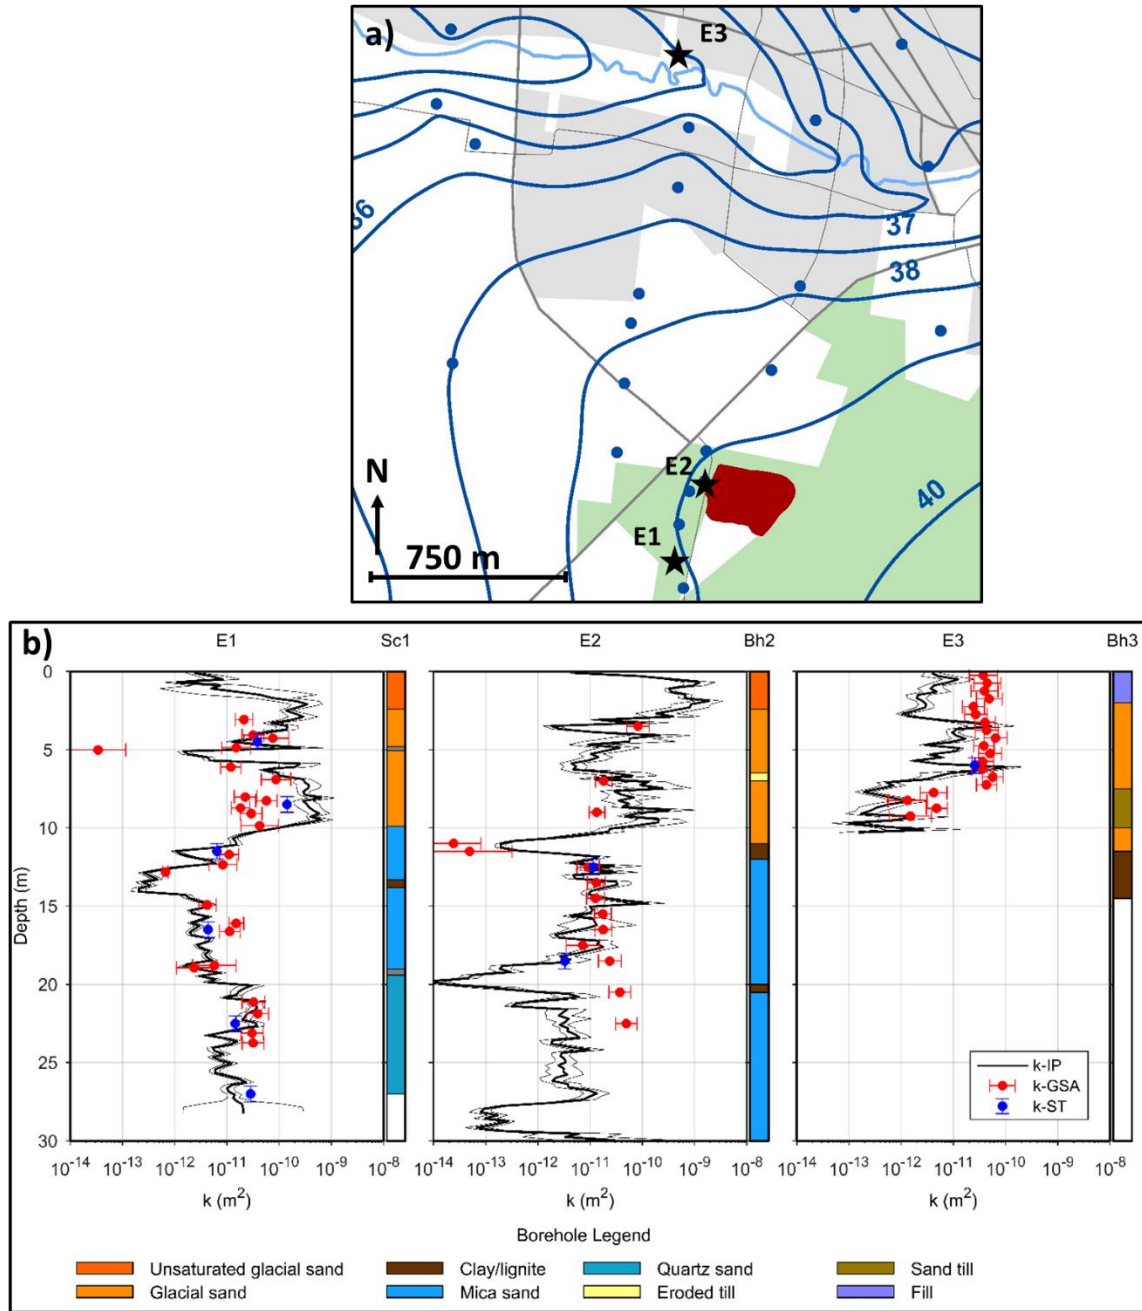 a)
E3
36
37
38
40
E2
E1
N
750 m
b)
E1 Sc1 E2 Bh2 E3 Bh3
0
5
10
15
20
25
30
Depth (m)
k-IP
k-GSA
k-ST
10⁻¹⁴ 10⁻¹³ 10⁻¹² 10⁻¹¹ 10⁻¹⁰ 10⁻⁹ 10⁻¹⁴ 10⁻¹³ 10⁻¹² 10⁻¹¹ 10⁻¹⁰ 10⁻⁹ 10⁻¹⁴ 10⁻¹³ 10⁻¹² 10⁻¹¹ 10⁻¹⁰ 10⁻⁹ 10⁻⁸
k (m²) k (m²) k (m²)
Borehole Legend
Unsaturated glacial sand Clay/lignite Quartz sand Sand till
Glacial sand Mica sand Eroded till Fill